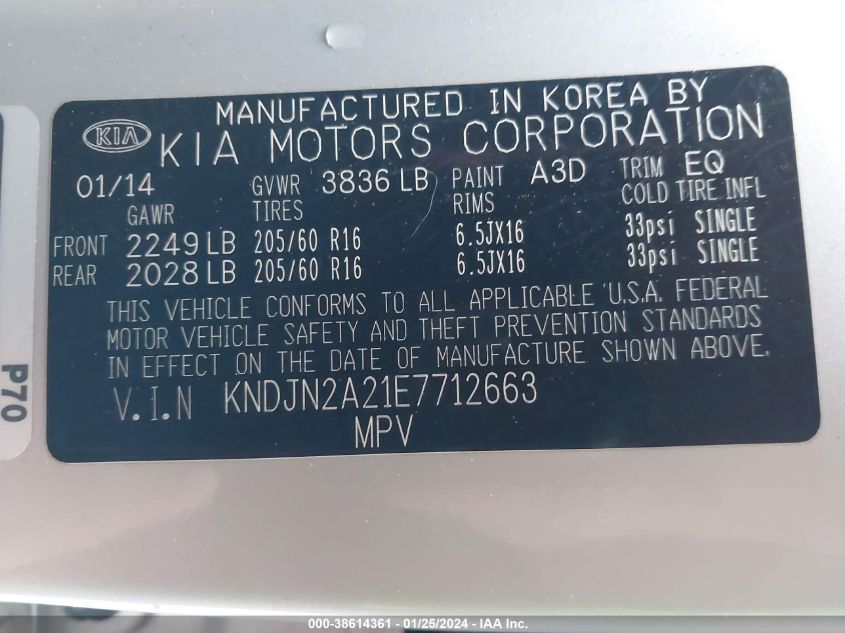 MANUFACTURED IN KOREA BY
KIA KIA MOTORS CORPORATION
01/14 GVWR 3836 LB PAINT A3D TRIM EQ
GAWR TIRES RIMS COLD TIRE INFL
FRONT 2249 LB 205/60 R16 6.5JX16 33psi SINGLE
REAR 2028 LB 205/60 R16 6.5JX16 33psi SINGLE
THIS VEHICLE CONFORMS TO ALL APPLICABLE U.S.A. FEDERAL
MOTOR VEHICLE SAFETY AND THEFT PREVENTION STANDARDS
IN EFFECT ON THE DATE OF MANUFACTURE SHOWN ABOVE.
V.I.N KNDJN2A21E7712663
MPV
P70
000-38614361 - 01/25/2024 - IAA Inc.